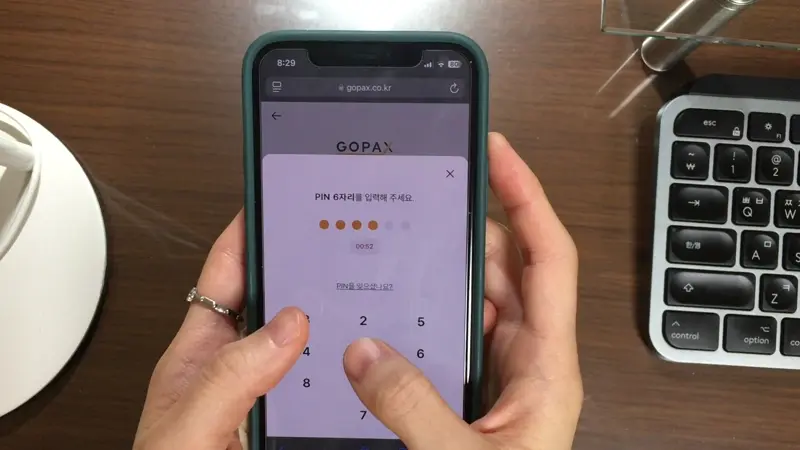 8:29
60
gopax.co.kr
GOPAX
PIN 6자리를 입력해 주세요.
00:52
PIN을 잊으셨나요?
2
5
4
6
8
7
esc
n
~
₩
!
1
@
2
ㅃ
Q ㅂ
ㅉ
W
한/영
A
ㅁ
Z
ㅋ
control
option
co